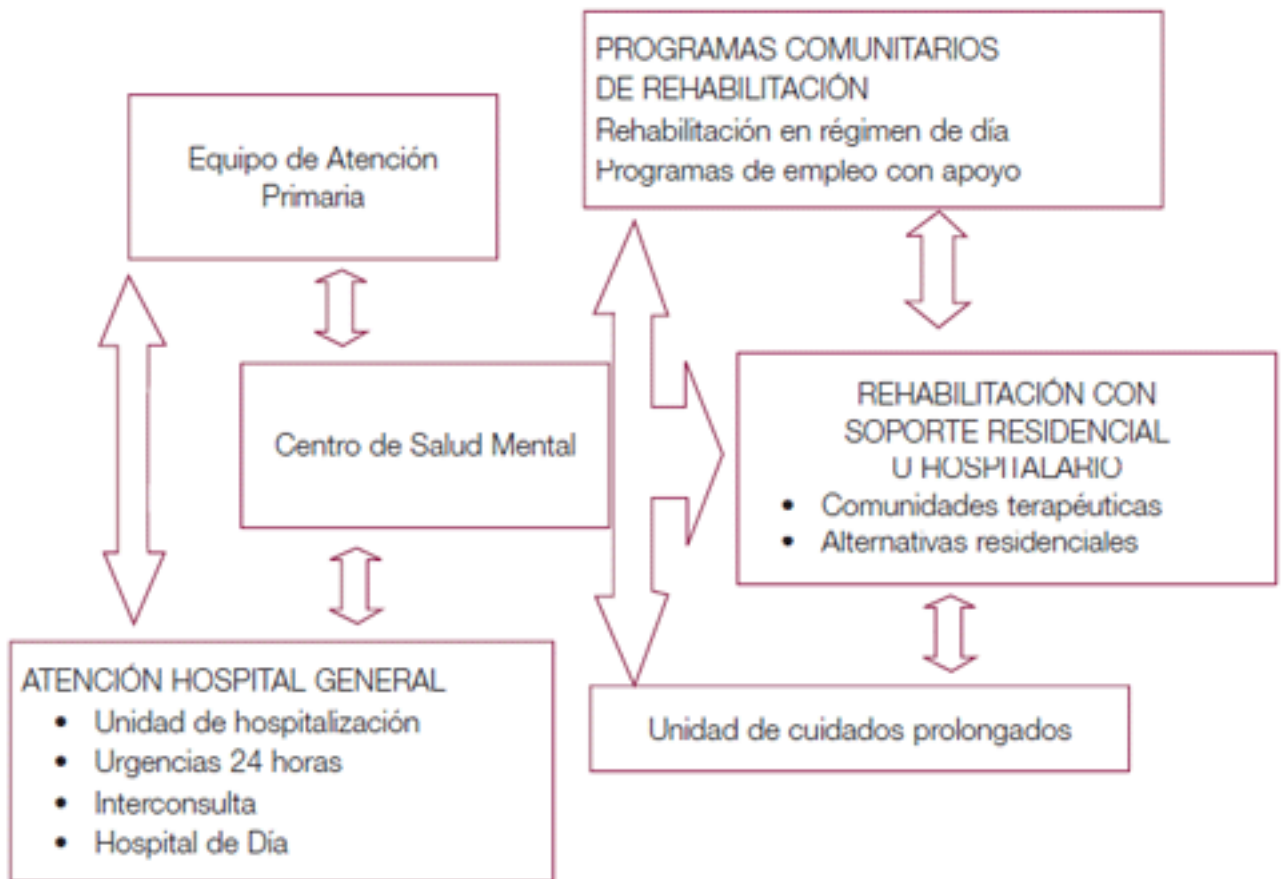 PROGRAMAS COMUNITARIOS
DE REHABILITACIÓN
Rehabilitación en régimen de día
Programas de empleo con apoyo
Equipo de Atención
Primaria
Centro de Salud Mental
REHABILITACIÓN CON
SOPORTE RESIDENCIAL
U HOSPITALARIO
• Comunidades terapéuticas
• Alternativas residenciales
ATENCIÓN HOSPITAL GENERAL
• Unidad de hospitalización
• Urgencias 24 horas
• Interconsulta
• Hospital de Día
Unidad de cuidados prolongados